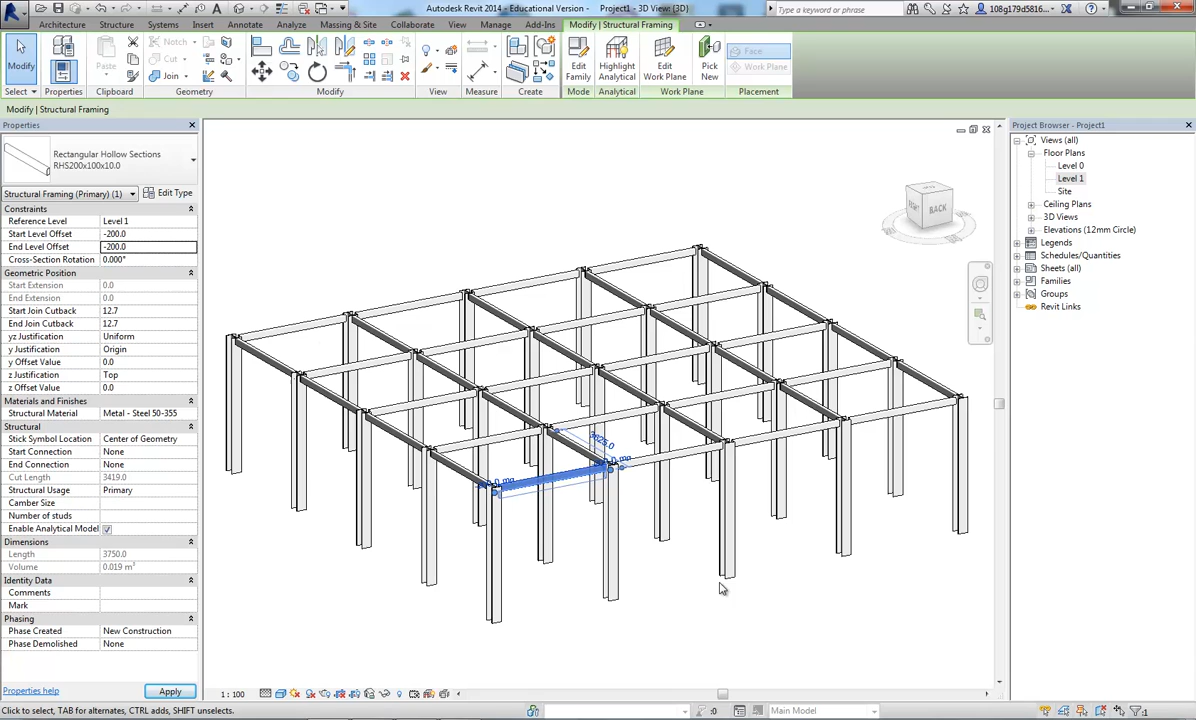 Autodesk Revit 2014 - Educational Version - Project1 - 3D View: {3D}
Type a keyword or phrase
108g179d5816...
Architecture Structure Systems Insert Annotate Analyze Massing & Site Collaborate View Manage Add-Ins Modify | Structural Framing
Modify
Paste
Notch
Cut
Join
Edit Family
Highlight Analytical
Edit Work Plane
Pick New
Face
Work Plane
Select Properties Clipboard Geometry Modify View Measure Create Mode Analytical Work Plane Placement
Modify | Structural Framing
Properties
Rectangular Hollow Sections
RHS200x100x10.0
Structural Framing (Primary) (1) Edit Type
Constraints
Reference Level Level 1
Start Level Offset -200.0
End Level Offset -200.0
Cross-Section Rotation 0.000°
Geometric Position
Start Extension 0.0
End Extension 0.0
Start Join Cutback 12.7
End Join Cutback 12.7
yz Justification Uniform
y Justification Origin
y Offset Value 0.0
z Justification Top
z Offset Value 0.0
Materials and Finishes
Structural Material Metal - Steel 50-355
Structural
Stick Symbol Location Center of Geometry
Start Connection None
End Connection None
Cut Length 3419.0
Structural Usage Primary
Camber Size
Number of studs
Enable Analytical Model
Dimensions
Length 3750.0
Volume 0.019 m³
Identity Data
Comments
Mark
Phasing
Phase Created New Construction
Phase Demolished None
Properties help Apply
BACK
Project Browser - Project1
Views (all)
Floor Plans
Level 0
Level 1
Site
Ceiling Plans
3D Views
Elevations (12mm Circle)
Legends
Schedules/Quantities
Sheets (all)
Families
Groups
Revit Links
1 : 100
Click to select, TAB for alternates, CTRL adds, SHIFT unselects.
:0
Main Model
:1